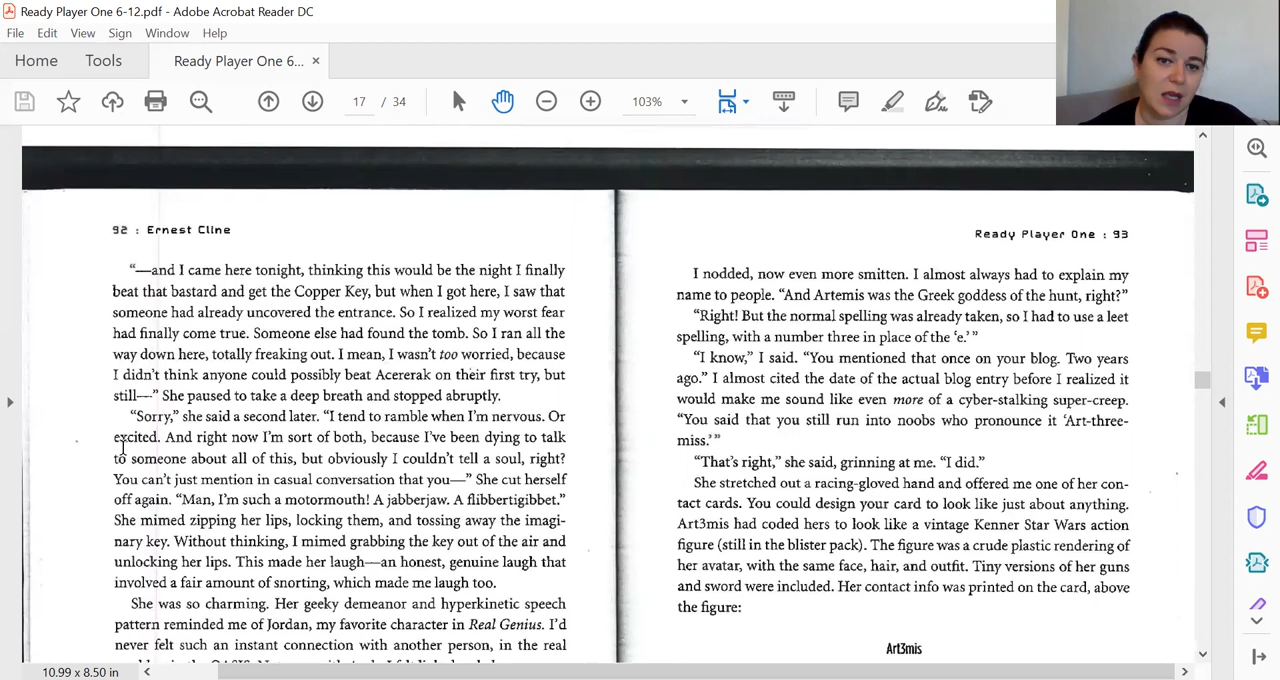 Ready Player One 6-12.pdf - Adobe Acrobat Reader DC
File Edit View Sign Window Help
Home Tools Ready Player One 6... ×
17 / 34 103%
92 : Ernest Cline
“—and I came here tonight, thinking this would be the night I finally
beat that bastard and get the Copper Key, but when I got here, I saw that
someone had already uncovered the entrance. So I realized my worst fear
had finally come true. Someone else had found the tomb. So I ran all the
way down here, totally freaking out. I mean, I wasn’t too worried, because
I didn’t think anyone could possibly beat Acererak on their first try, but
still—” She paused to take a deep breath and stopped abruptly.
“Sorry,” she said a second later. “I tend to ramble when I’m nervous. Or
excited. And right now I’m sort of both, because I’ve been dying to talk
to someone about all of this, but obviously I couldn’t tell a soul, right?
You can’t just mention in casual conversation that you—” She cut herself
off again. “Man, I’m such a motormouth! A jabberjaw. A flibbertigibbet.”
She mimed zipping her lips, locking them, and tossing away the imagi-
nary key. Without thinking, I mimed grabbing the key out of the air and
unlocking her lips. This made her laugh—an honest, genuine laugh that
involved a fair amount of snorting, which made me laugh too.
She was so charming. Her geeky demeanor and hyperkinetic speech
pattern reminded me of Jordan, my favorite character in Real Genius. I’d
never felt such an instant connection with another person, in the real
Ready Player One : 93
I nodded, now even more smitten. I almost always had to explain my
name to people. “And Artemis was the Greek goddess of the hunt, right?”
“Right! But the normal spelling was already taken, so I had to use a leet
spelling, with a number three in place of the ‘e.’ ”
“I know,” I said. “You mentioned that once on your blog. Two years
ago.” I almost cited the date of the actual blog entry before I realized it
would make me sound like even more of a cyber-stalking super-creep.
“You said that you still run into noobs who pronounce it ‘Art-three-
miss.’ ”
“That’s right,” she said, grinning at me. “I did.”
She stretched out a racing-gloved hand and offered me one of her con-
tact cards. You could design your card to look like just about anything.
Art3mis had coded hers to look like a vintage Kenner Star Wars action
figure (still in the blister pack). The figure was a crude plastic rendering of
her avatar, with the same face, hair, and outfit. Tiny versions of her guns
and sword were included. Her contact info was printed on the card, above
the figure:
Art3mis
10.99 x 8.50 in